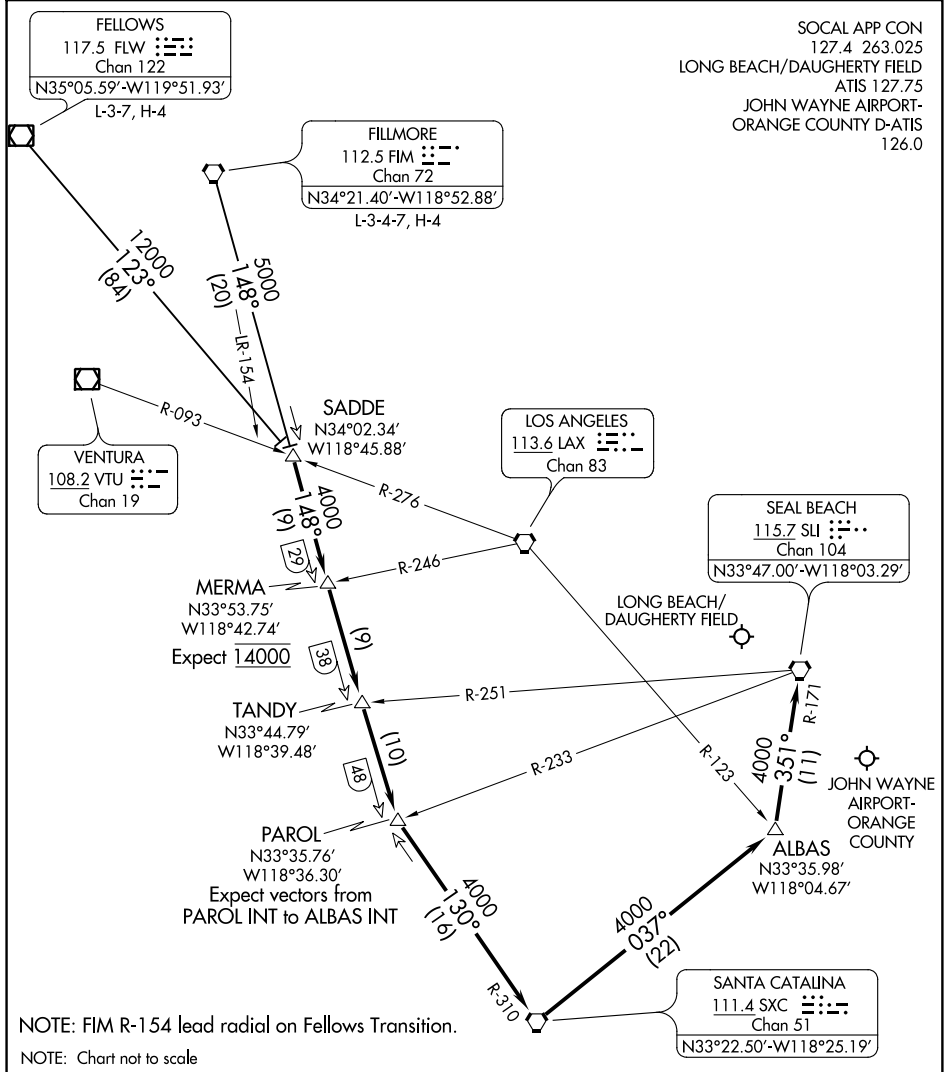 FELLOWS
117.5 FLW
Chan 122
N35°05.59'-W119°51.93'
L-3-7, H-4
SOCAL APP CON
127.4 263.025
LONG BEACH/DAUGHERTY FIELD
ATIS 127.75
JOHN WAYNE AIRPORT-
ORANGE COUNTY D-ATIS
126.0
FILLMORE
112.5 FIM
Chan 72
N34°21.40'-W118°52.88'
L-3-4-7, H-4
12000
123°
(84)
5000
148°
(20)
LR-154
R-093
VENTURA
108.2 VTU
Chan 19
SADDE
N34°02.34'
W118°45.88'
LOS ANGELES
113.6 LAX
Chan 83
R-276
R-246
4000
148°
(9)
29
MERMA
N33°53.75'
W118°42.74'
Expect 14000
SEAL BEACH
115.7 SLI
Chan 104
N33°47.00'-W118°03.29'
LONG BEACH/
DAUGHERTY FIELD
(9)
38
R-251
TANDY
N33°44.79'
W118°39.48'
R-233
R-123
R-171
(10)
48
4000
351°
(11)
JOHN WAYNE
AIRPORT-
ORANGE
COUNTY
PAROL
N33°35.76'
W118°36.30'
Expect vectors from
PAROL INT to ALBAS INT
ALBAS
N33°35.98'
W118°04.67'
4000
130°
(16)
4000
037°
(22)
R-310
SANTA CATALINA
111.4 SXC
Chan 51
N33°22.50'-W118°25.19'
NOTE: FIM R-154 lead radial on Fellows Transition.
NOTE: Chart not to scale